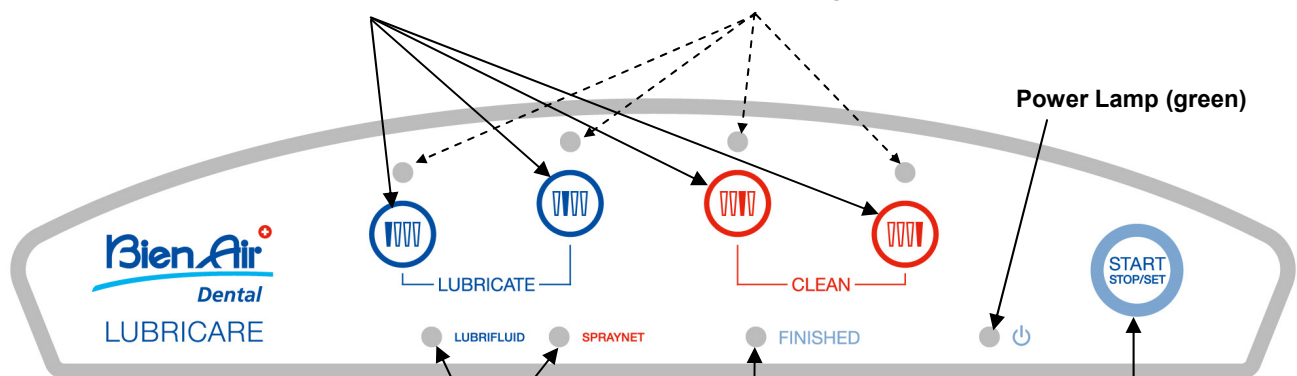 Power Lamp (green)
Bien Air
Dental
LUBRICARE
LUBRICATE
CLEAN
START
STOP/SET
LUBRIFLUID
SPRAYNET
FINISHED